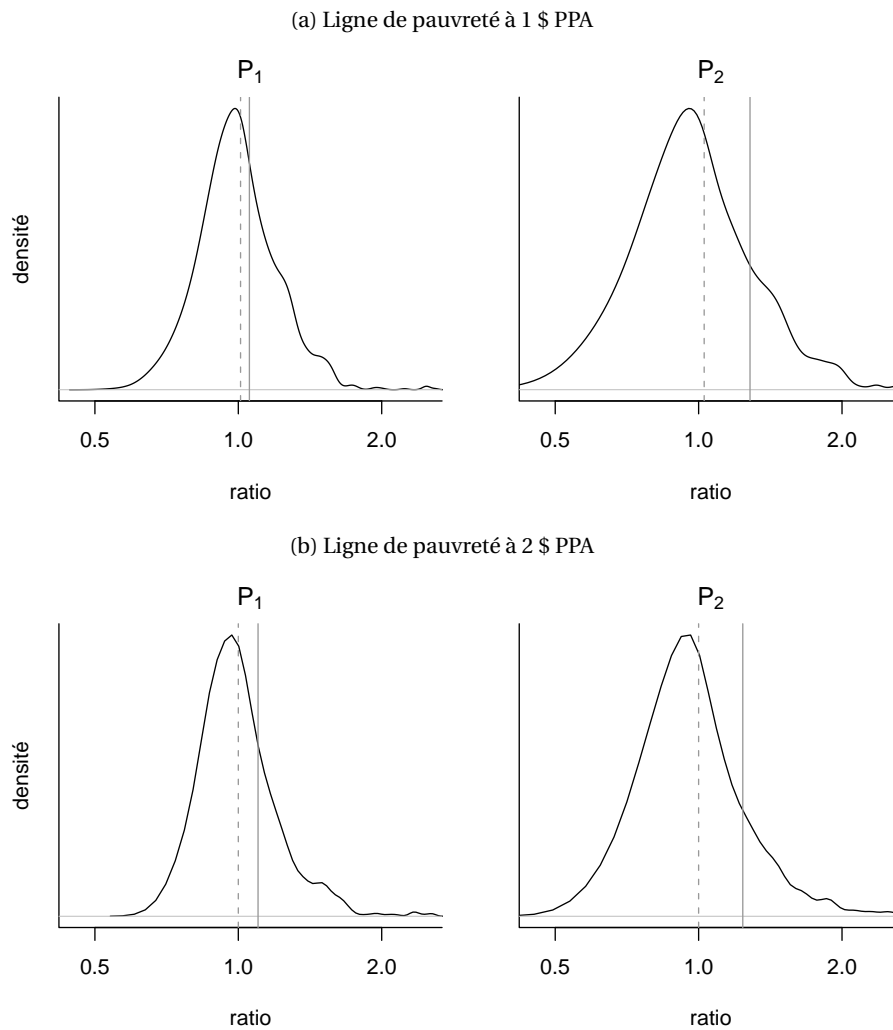 (a) Ligne de pauvreté à 1 $ PPA
P₁
P₂
densité
0.5 1.0 2.0
0.5 1.0 2.0
ratio
ratio
(b) Ligne de pauvreté à 2 $ PPA
P₁
P₂
densité
0.5 1.0 2.0
0.5 1.0 2.0
ratio
ratio